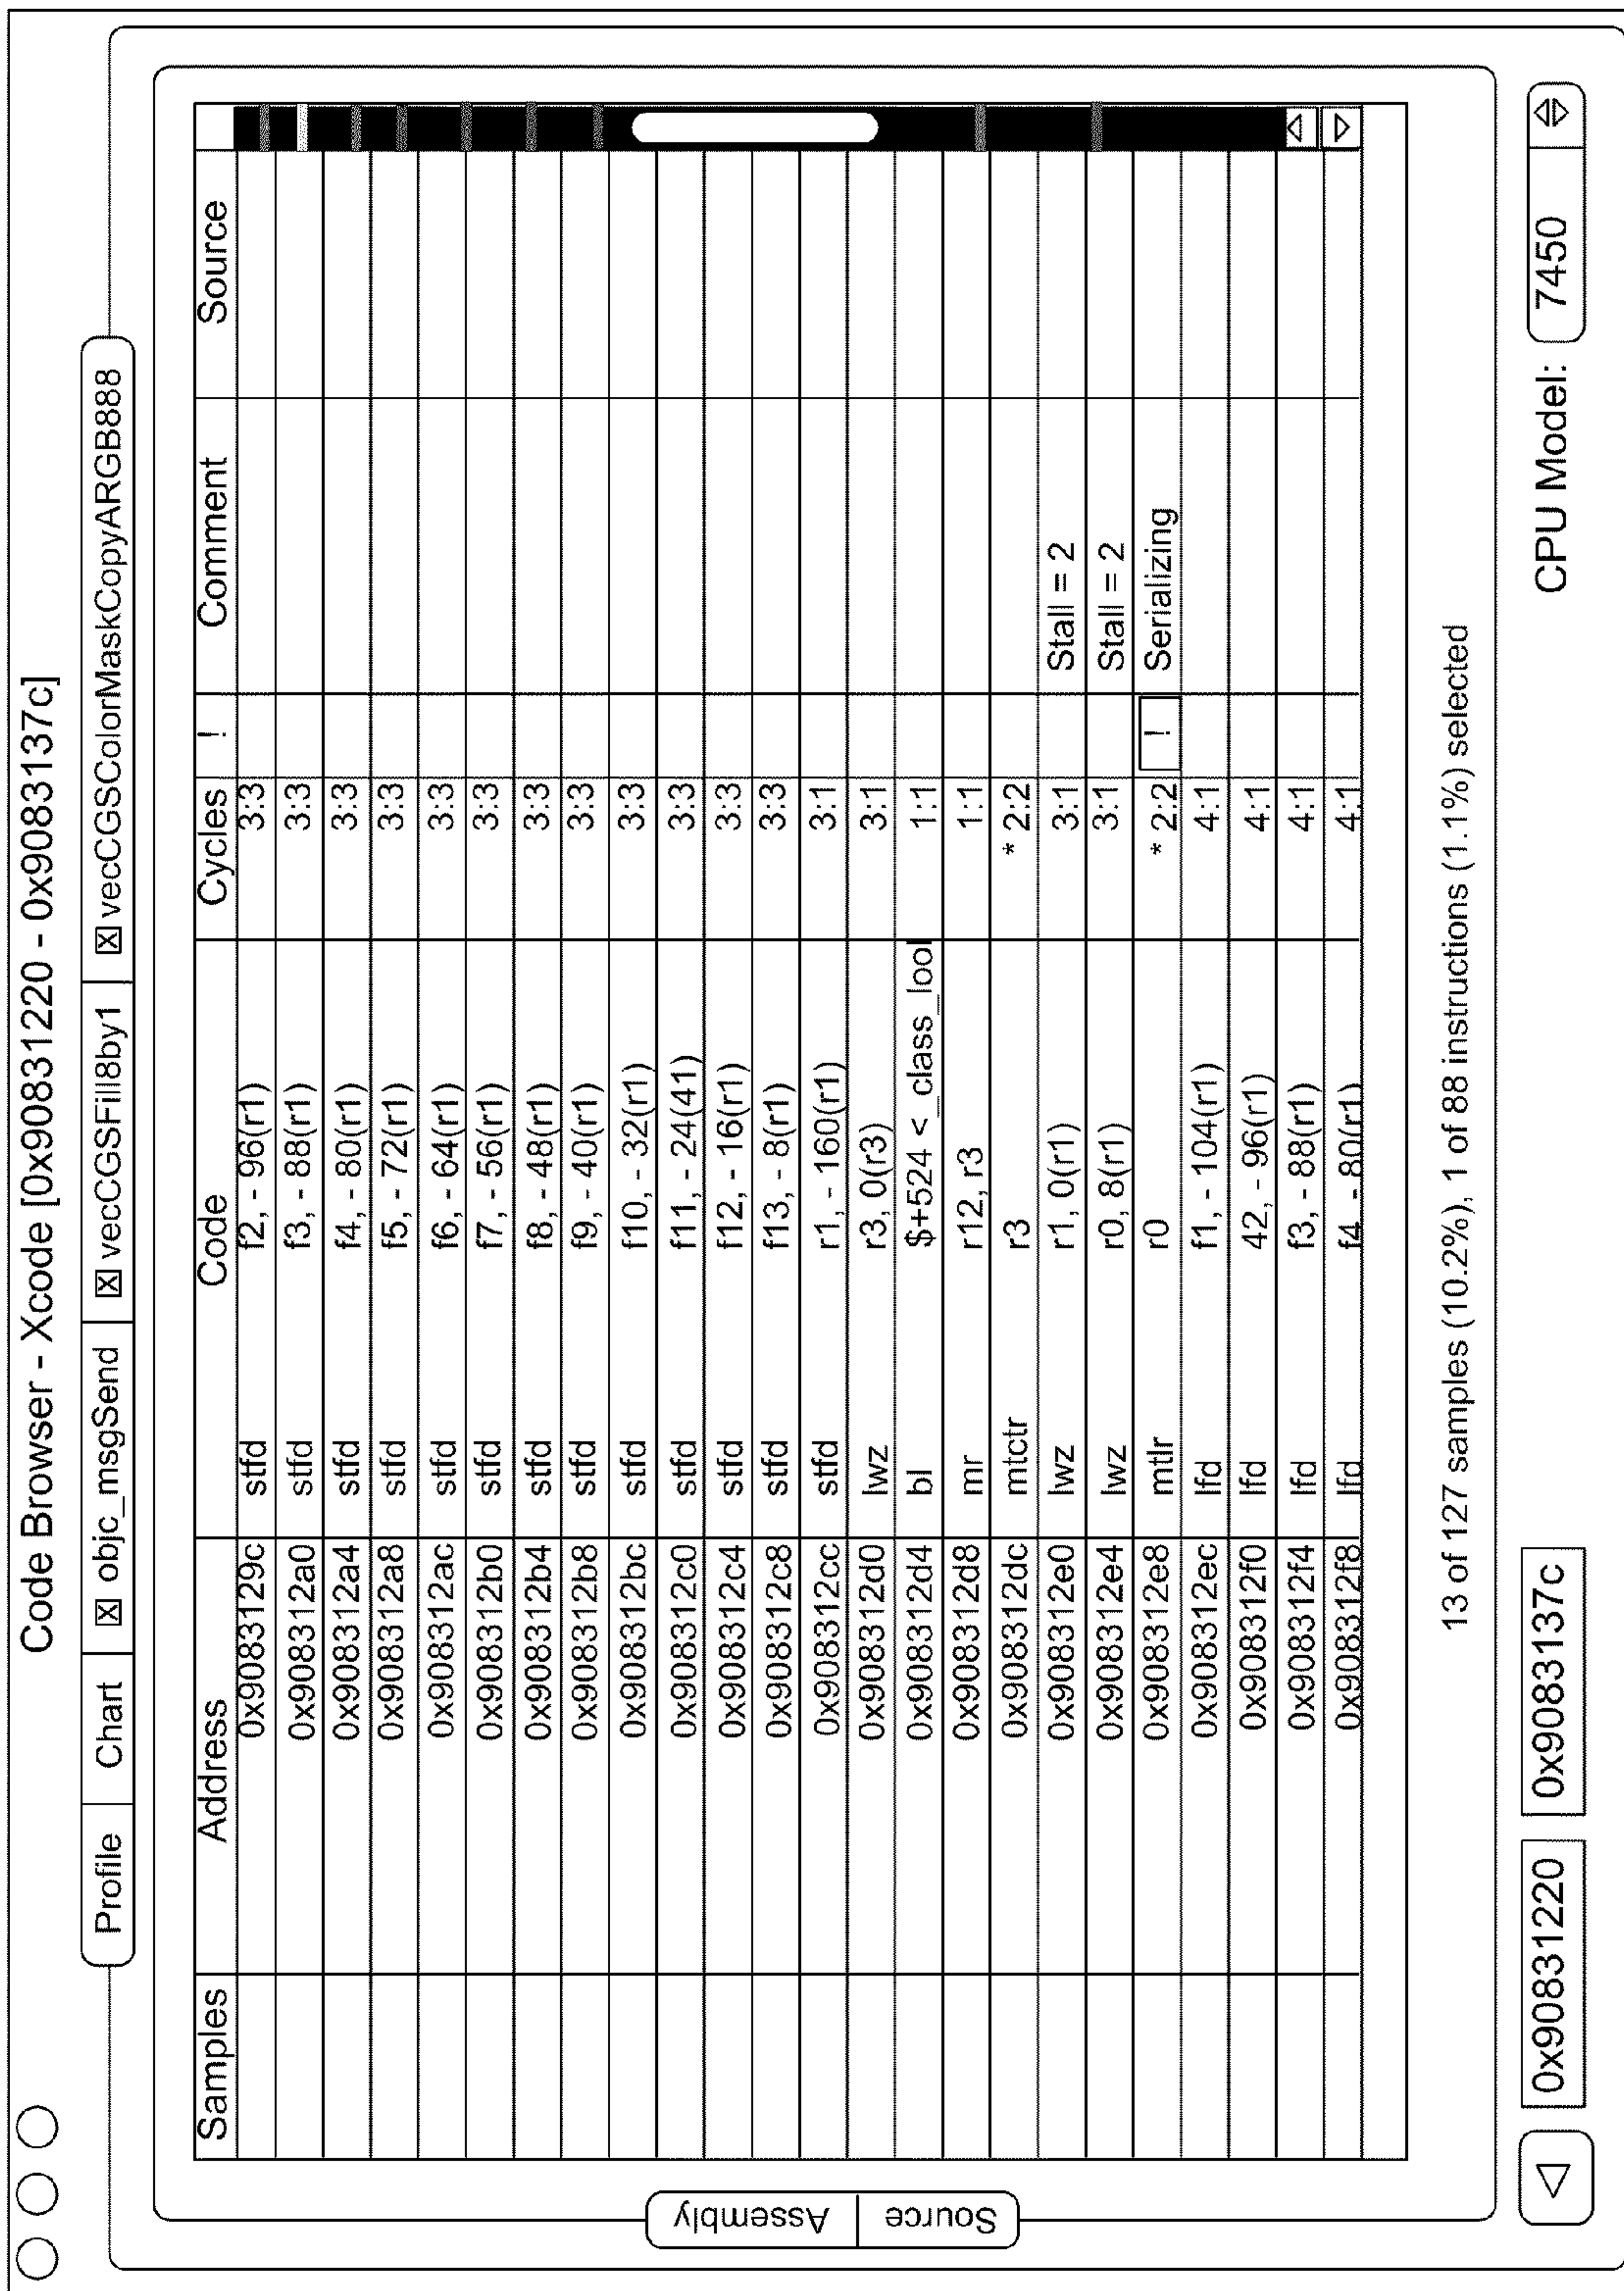 Code Browser - Xcode [0x90831220 - 0x9083137c]
Profile Chart ☒ objc_msgSend ☒ vecCGSFill8by1 ☒ vecCGSColorMaskCopyARGB888
Samples Address Code Cycles ! Comment Source
0x9083129c stfd f2, - 96(r1) 3:3
0x908312a0 stfd f3, - 88(r1) 3:3
0x908312a4 stfd f4, - 80(r1) 3:3
0x908312a8 stfd f5, - 72(r1) 3:3
0x908312ac stfd f6, - 64(r1) 3:3
0x908312b0 stfd f7, - 56(r1) 3:3
0x908312b4 stfd f8, - 48(r1) 3:3
0x908312b8 stfd f9, - 40(r1) 3:3
0x908312bc stfd f10, - 32(r1) 3:3
0x908312c0 stfd f11, - 24(41) 3:3
0x908312c4 stfd f12, - 16(r1) 3:3
0x908312c8 stfd f13, - 8(r1) 3:3
0x908312cc stfd r1, - 160(r1) 3:1
0x908312d0 lwz r3, 0(r3) 3:1
0x908312d4 bl $+524 < _class_lool 1:1
0x908312d8 mr r12, r3 1:1
0x908312dc mtctr r3 * 2:2
0x908312e0 lwz r1, 0(r1) 3:1 Stall = 2
0x908312e4 lwz r0, 8(r1) 3:1 Stall = 2
0x908312e8 mtlr r0 * 2:2 ! Serializing
0x908312ec lfd f1, - 104(r1) 4:1
0x908312f0 lfd 42, - 96(r1) 4:1
0x908312f4 lfd f3, - 88(r1) 4:1
0x908312f8 lfd f4 - 80(r1) 4:1
Source
Assembly
13 of 127 samples (10.2%), 1 of 88 instructions (1.1%) selected
0x90831220 0x9083137c CPU Model: 7450